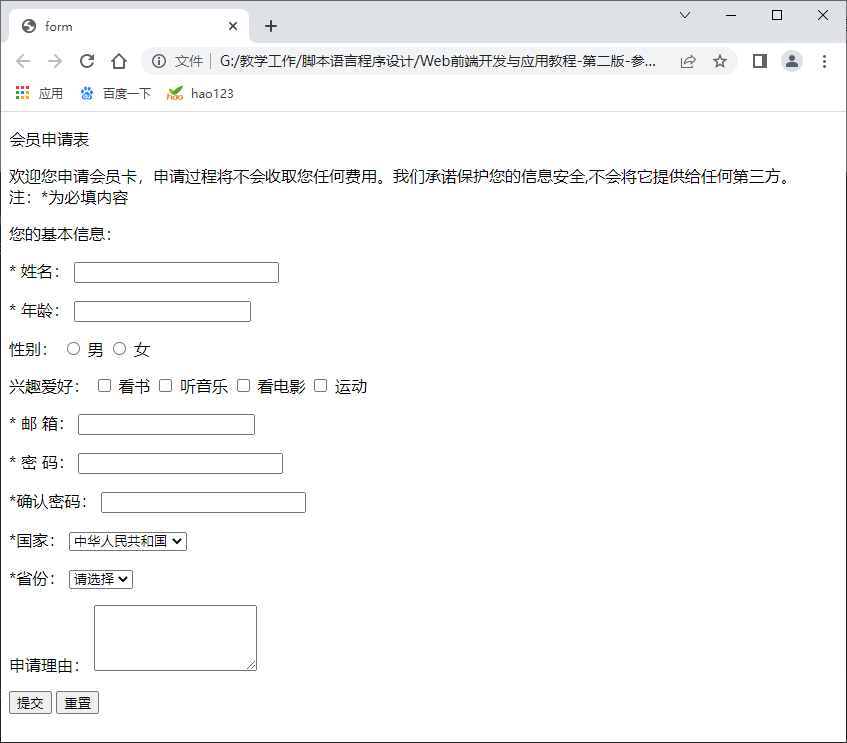 form
文件 | G:/教学工作/脚本语言程序设计/Web前端开发与应用教程-第二版-参...
应用 百度一下 hao hao123
会员申请表
欢迎您申请会员卡，申请过程将不会收取您任何费用。我们承诺保护您的信息安全,不会将它提供给任何第三方。
注：*为必填内容
您的基本信息：
* 姓名：
* 年龄：
性别： 男 女
兴趣爱好： 看书 听音乐 看电影 运动
* 邮 箱：
* 密 码：
*确认密码：
*国家： 中华人民共和国
*省份： 请选择
申请理由：
提交 重置